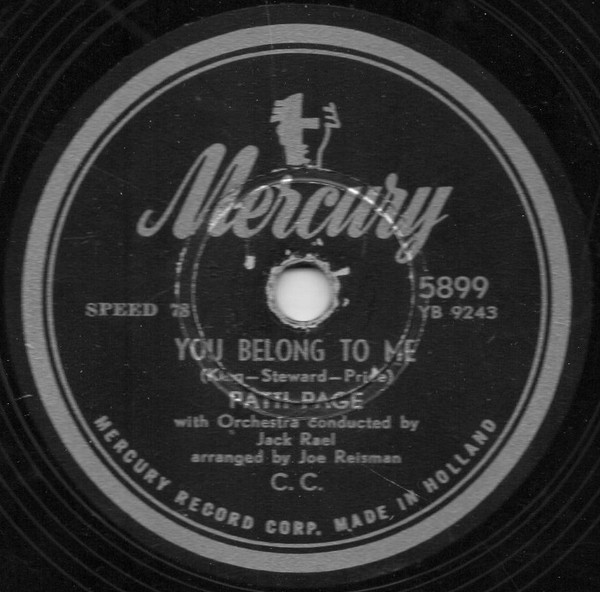 Mercury
5899
SPEED 78 YB 9243
YOU BELONG TO ME
(King-Steward-Price)
PATTI PAGE
with Orchestra conducted by
Jack Rael
arranged by Joe Reisman
C. C.
MERCURY RECORD CORP. MADE IN HOLLAND